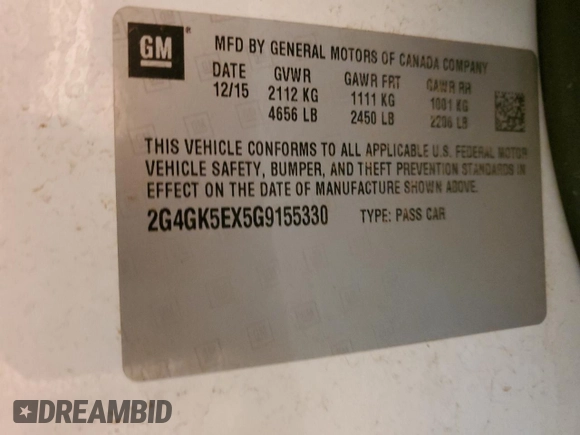 GM
MFD BY GENERAL MOTORS OF CANADA COMPANY
DATE GVWR GAWR FRT GAWR RR
12/15 2112 KG 1111 KG 1001 KG
4656 LB 2450 LB 2206 LB
THIS VEHICLE CONFORMS TO ALL APPLICABLE U.S. FEDERAL MOTOR
VEHICLE SAFETY, BUMPER, AND THEFT PREVENTION STANDARDS IN
EFFECT ON THE DATE OF MANUFACTURE SHOWN ABOVE.
2G4GK5EX5G9155330 TYPE: PASS CAR
DREAMBID